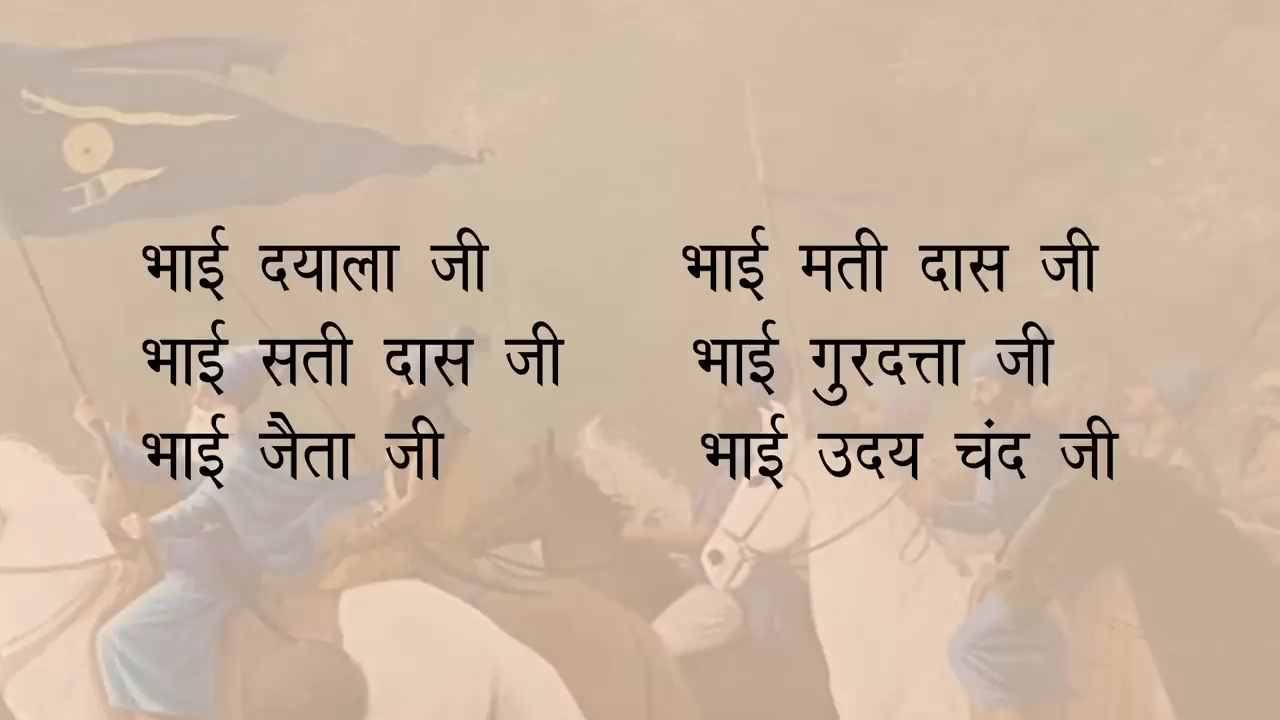 भाई दयाला जी भाई मती दास जी
भाई सती दास जी भाई गुरदत्ता जी
भाई जैता जी भाई उदय चंद जी